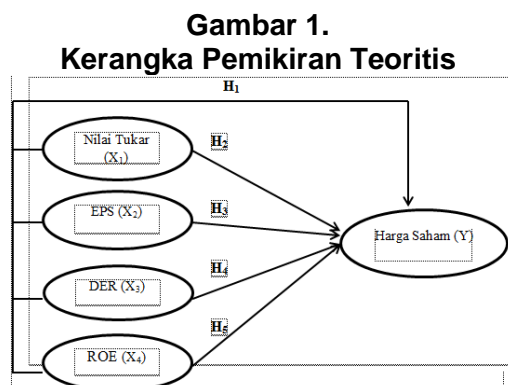 Gambar 1.
Kerangka Pemikiran Teoritis
H₁
Nilai Tukar
(X₁)
H₂
EPS (X₂)
H₃
Harga Saham (Y)
DER (X₃)
H₄
ROE (X₄)
H₅